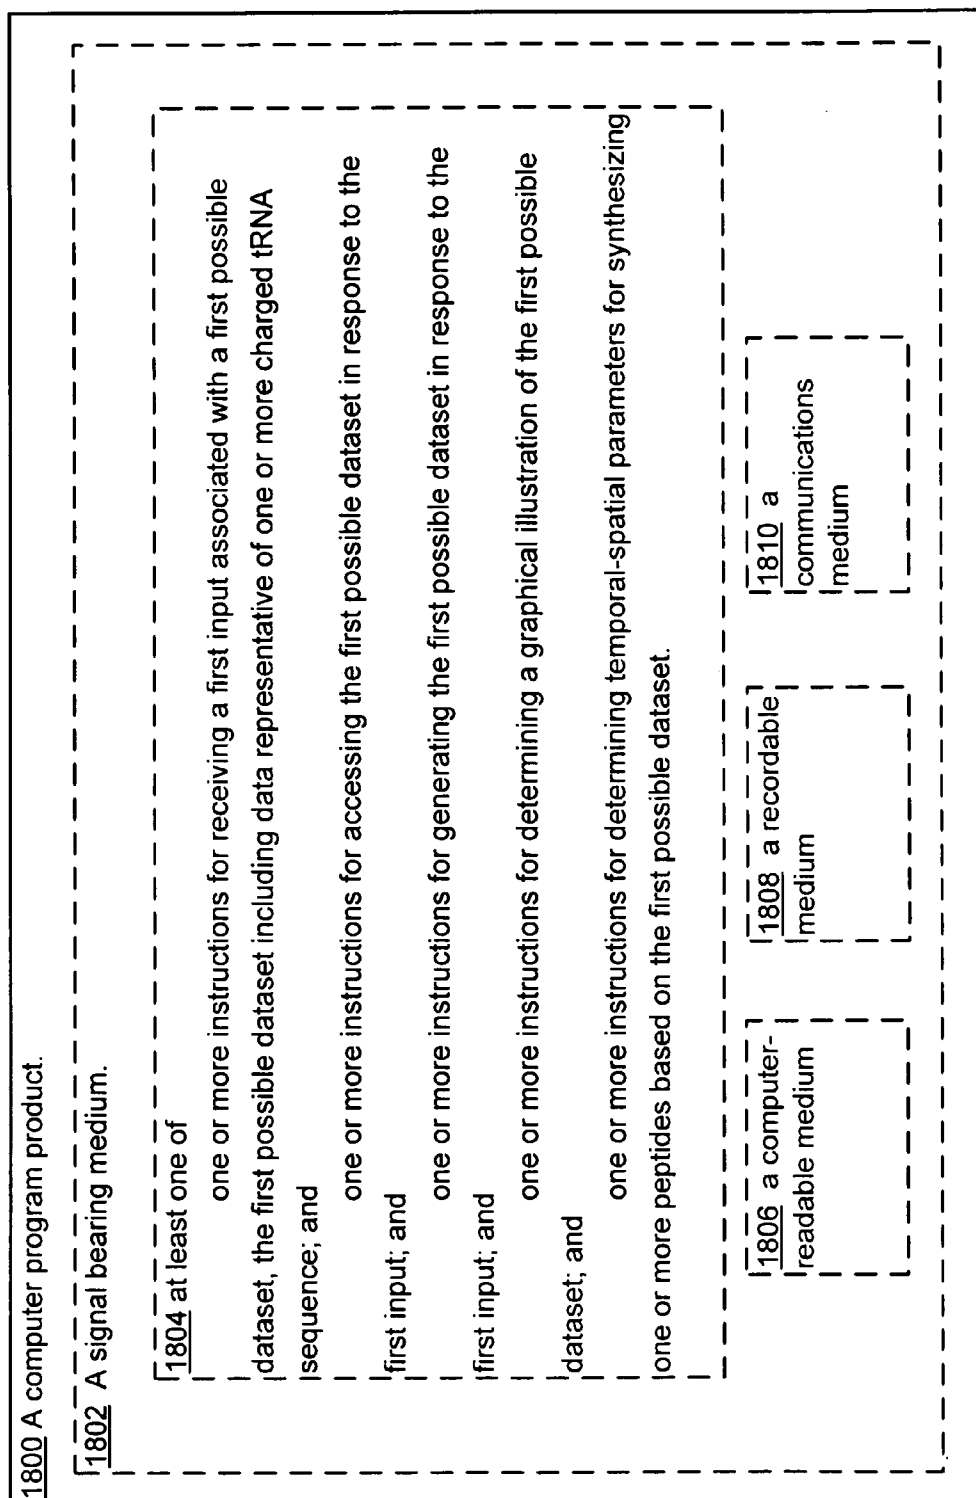 1800 A computer program product.
1802 A signal bearing medium.
1804 at least one of
one or more instructions for receiving a first input associated with a first possible
dataset, the first possible dataset including data representative of one or more charged tRNA
sequence; and
one or more instructions for accessing the first possible dataset in response to the
first input; and
one or more instructions for generating the first possible dataset in response to the
first input; and
one or more instructions for determining a graphical illustration of the first possible
dataset; and
one or more instructions for determining temporal-spatial parameters for synthesizing
one or more peptides based on the first possible dataset.
1806 a computer-
readable medium
1808 a recordable
medium
1810 a
communications
medium